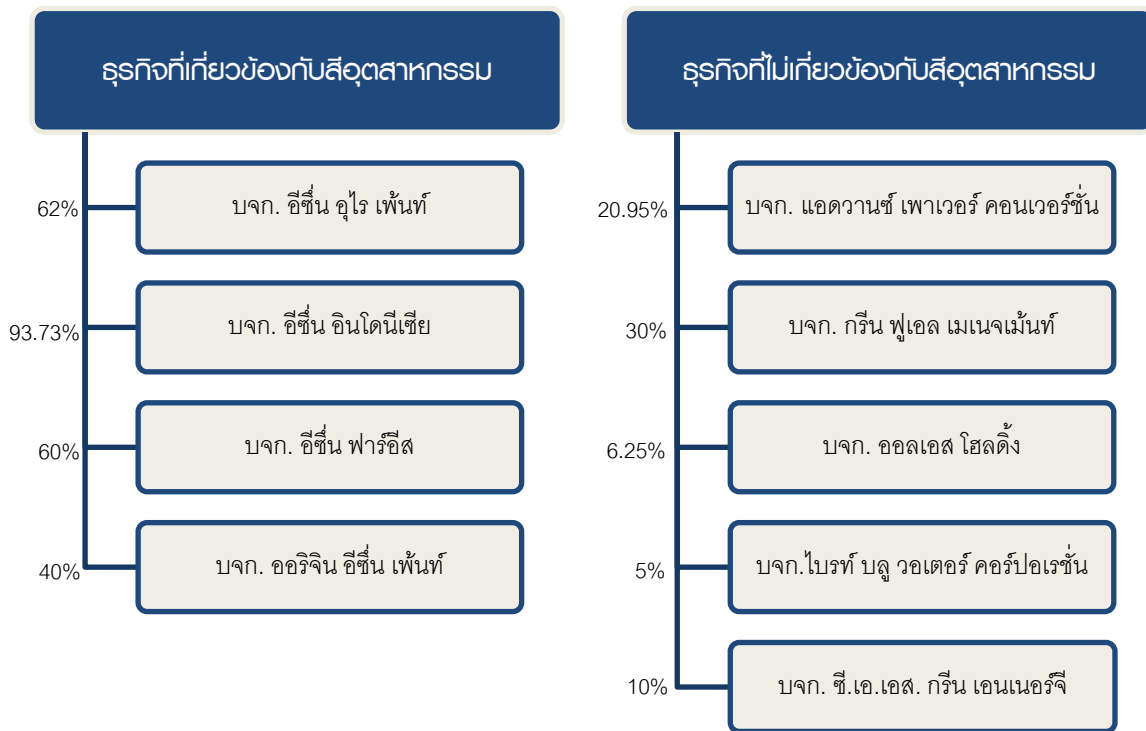 ธุรกิจที่เกี่ยวข้องกับสีอุตสาหกรรม
62%
บจก. อีซึ่น อุไร เพ้นท์
93.73%
บจก. อีซึ่น อินโดนีเซีย
60%
บจก. อีซึ่น ฟาร์อีส
40%
บจก. ออริจิน อีซึ่น เพ้นท์
ธุรกิจที่ไม่เกี่ยวข้องกับสีอุตสาหกรรม
20.95%
บจก. แอดวานซ์ เพาเวอร์ คอนเวอร์ชั่น
30%
บจก. กรีน ฟูเอล เมเนจเม้นท์
6.25%
บจก. ออลเอส โฮลดิ้ง
5%
บจก.ไบรท์ บลู วอเตอร์ คอร์ปอเรชั่น
10%
บจก. ซี.เอ.เอส. กรีน เอนเนอร์จี